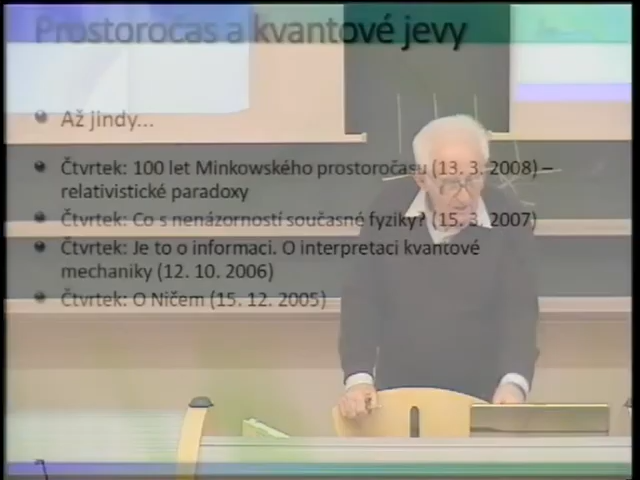 Prostoročas a kvantové jevy
Až jindy...
Čtvrtek: 100 let Minkowského prostoročasu (13. 3. 2008) –
relativistické paradoxy
Čtvrtek: Co s nenázorností současné fyziky? (15. 3. 2007)
Čtvrtek: Je to o informaci. O interpretaci kvantové
mechaniky (12. 10. 2006)
Čtvrtek: O Ničem (15. 12. 2005)